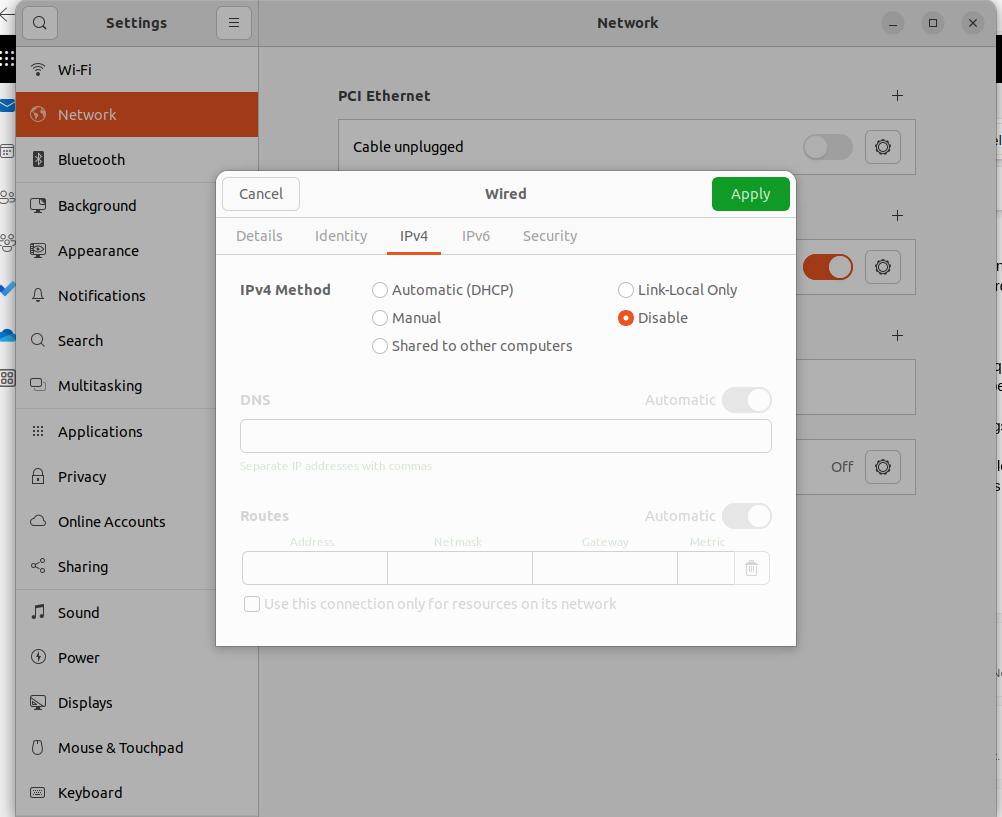 Settings
Network
Wi-Fi
Network
Bluetooth
Background
Appearance
Notifications
Search
Multitasking
Applications
Privacy
Online Accounts
Sharing
Sound
Power
Displays
Mouse & Touchpad
Keyboard
PCI Ethernet
Cable unplugged
Off
Cancel
Wired
Apply
Details Identity IPv4 IPv6 Security
IPv4 Method
Automatic (DHCP)
Link-Local Only
Manual
Disable
Shared to other computers
DNS
Automatic
Separate IP addresses with commas
Routes
Automatic
Address Netmask Gateway Metric
Use this connection only for resources on its network